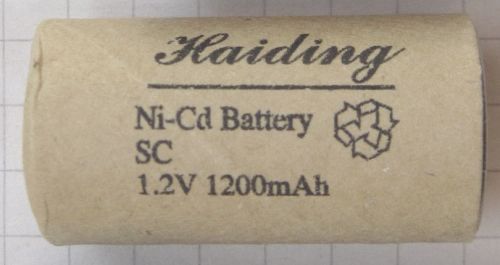 Haiding
Ni-Cd Battery
SC
1.2V 1200mAh